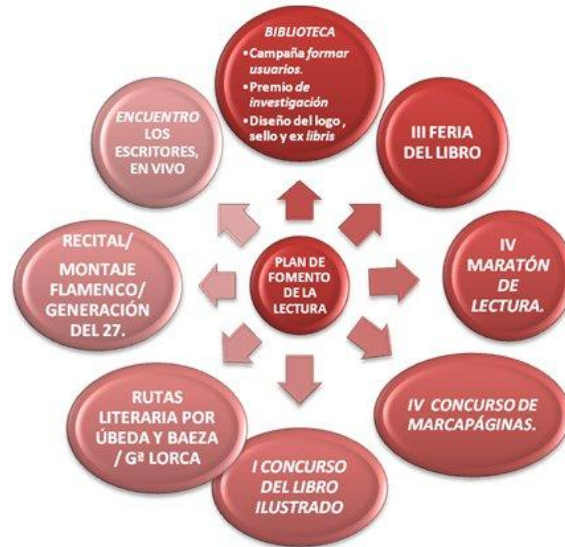 BIBLIOTECA
•Campaña formar
usuarios.
•Premio de
investigación
•Diseño del logo ,
sello y ex libris
III FERIA
DEL LIBRO
IV
MARATÓN
DE
LECTURA.
IV CONCURSO DE
MARCAPÁGINAS.
I CONCURSO
DEL LIBRO
ILUSTRADO
RUTAS
LITERARIA POR
ÚBEDA Y BAEZA
/ Gª LORCA
RECITAL/
MONTAJE
FLAMENCO/
GENERACIÓN
DEL 27.
ENCUENTRO
LOS
ESCRITORES,
EN VIVO
PLAN DE
FOMENTO
DE LA
LECTURA